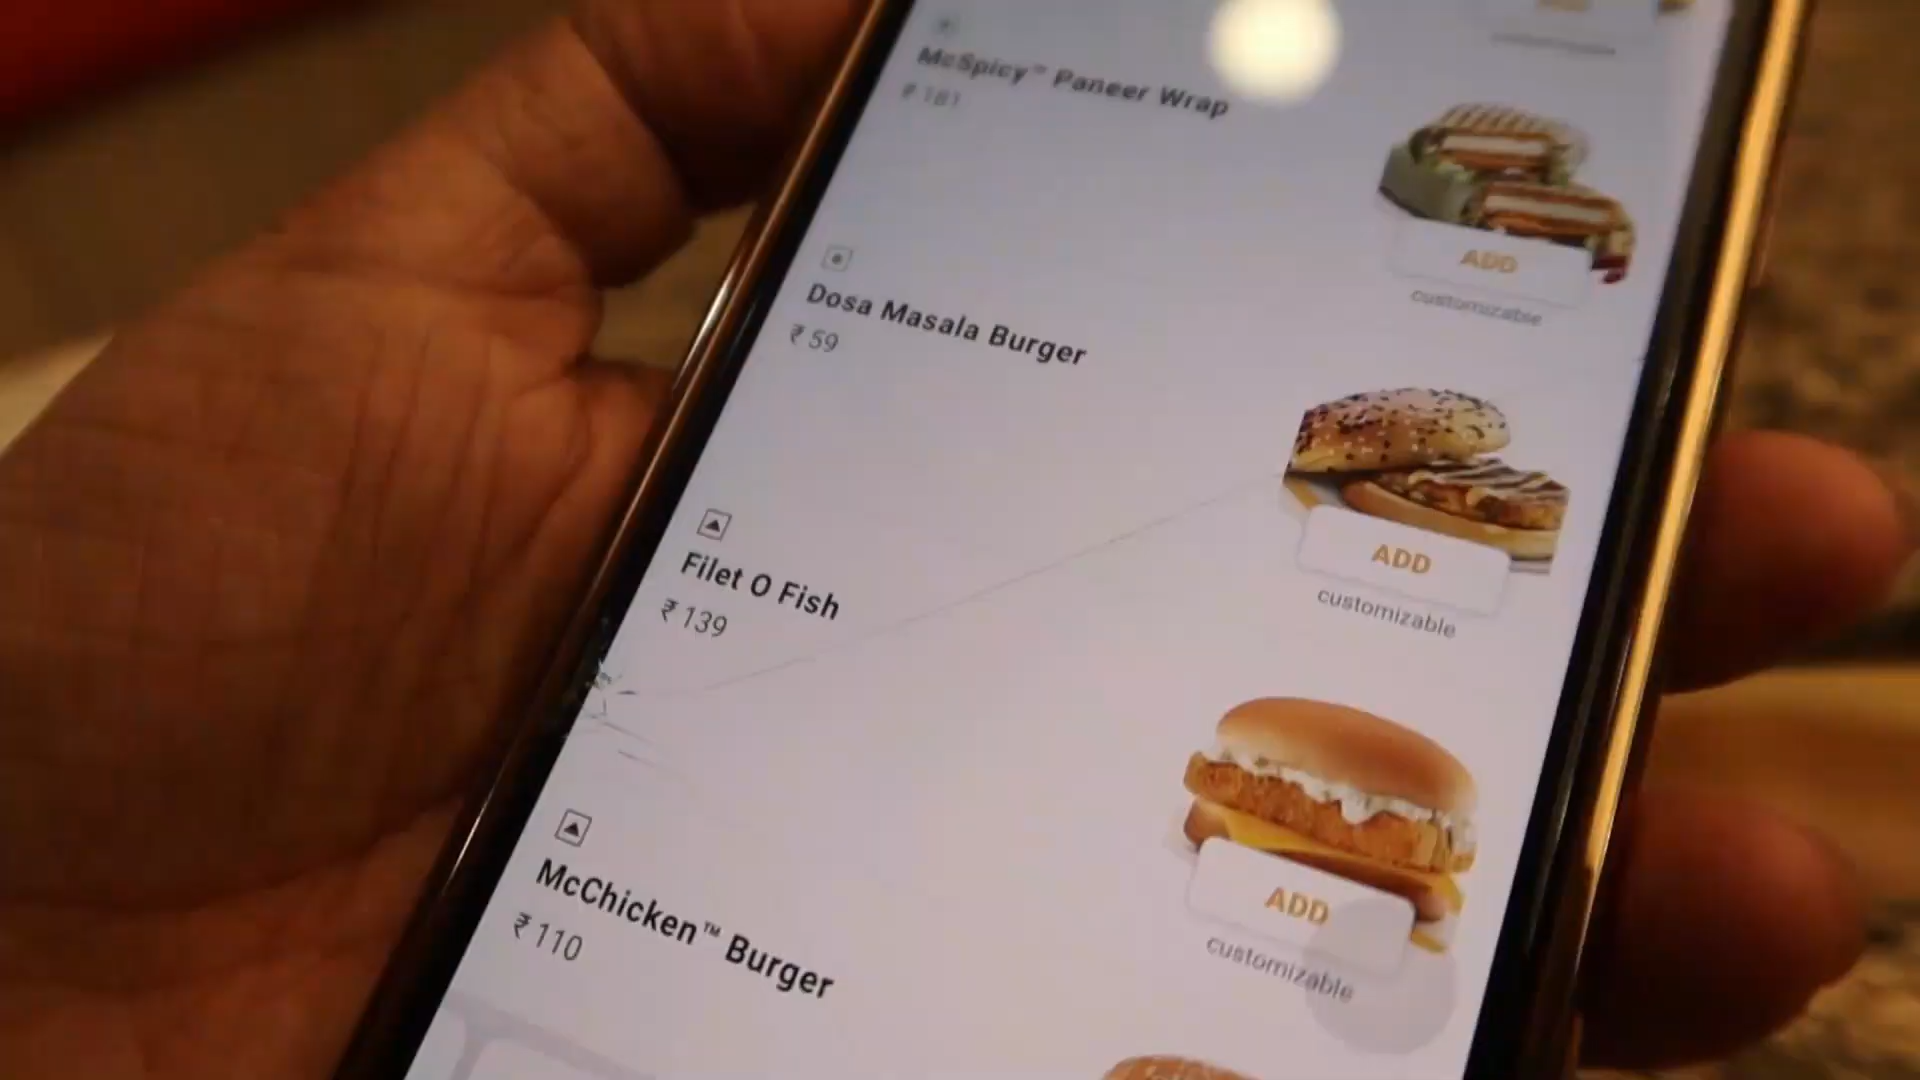 McSpicy™ Paneer Wrap
₹ 181
ADD
customizable
Dosa Masala Burger
₹ 59
ADD
customizable
Filet O Fish
₹ 139
ADD
customizable
McChicken™ Burger
₹ 110